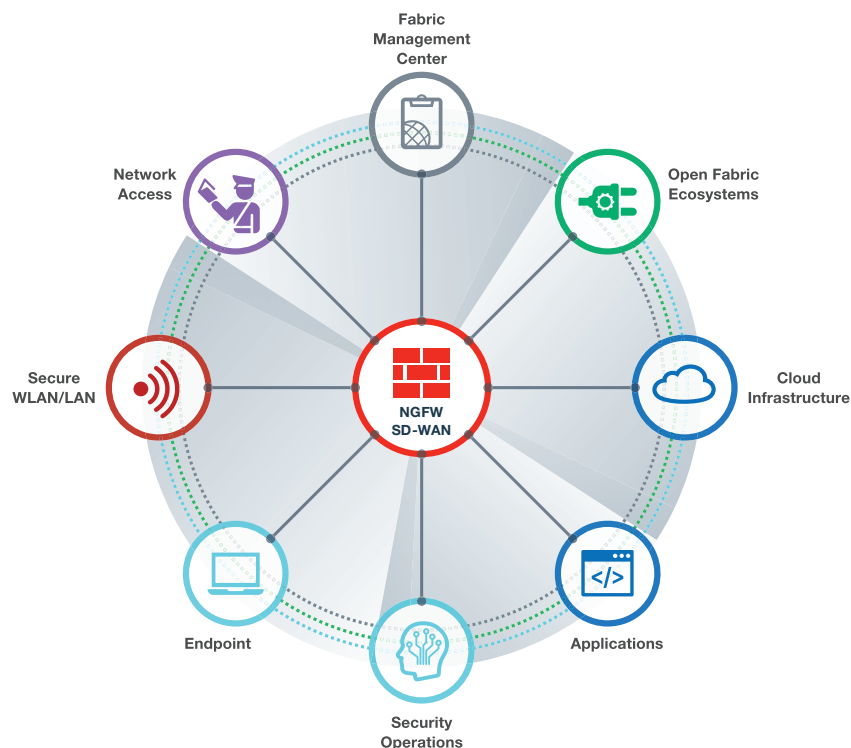 Fabric
Management
Center
Network
Access
Open Fabric
Ecosystems
Secure
WLAN/LAN
NGFW
SD-WAN
Cloud
Infrastructure
</>
Endpoint
Applications
Security
Operations